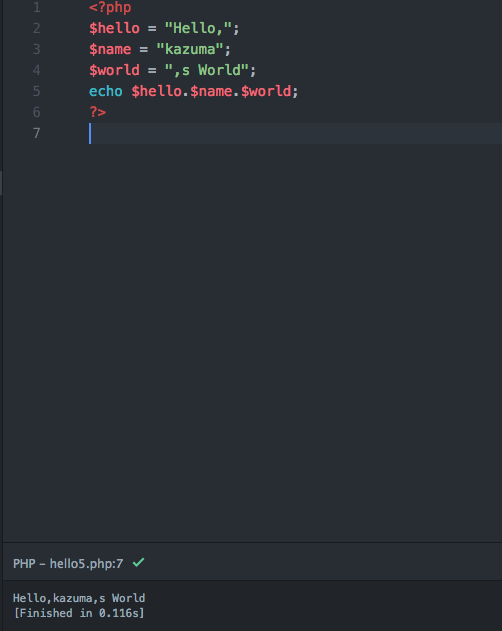 1 <?php
2 $hello = "Hello,";
3 $name = "kazuma";
4 $world = ",s World";
5 echo $hello.$name.$world;
6 ?>
7
PHP – hello5.php:7
Hello,kazuma,s World
[Finished in 0.116s]